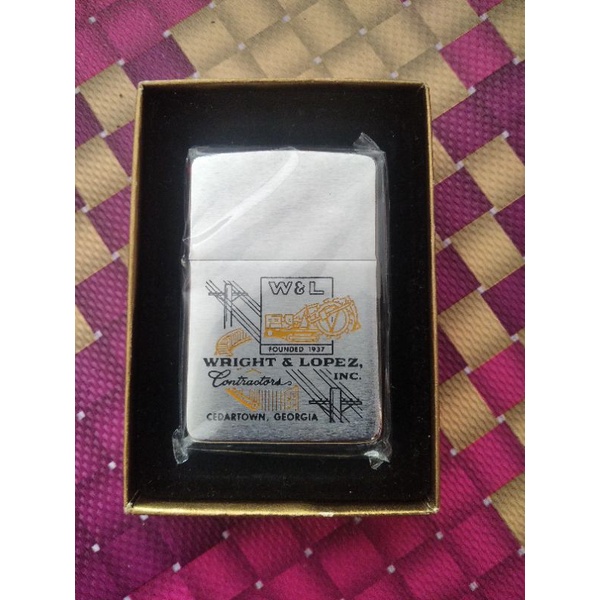 W&L
FOUNDED 1937
WRIGHT & LOPEZ,
Contractors INC.
CEDARTOWN, GEORGIA